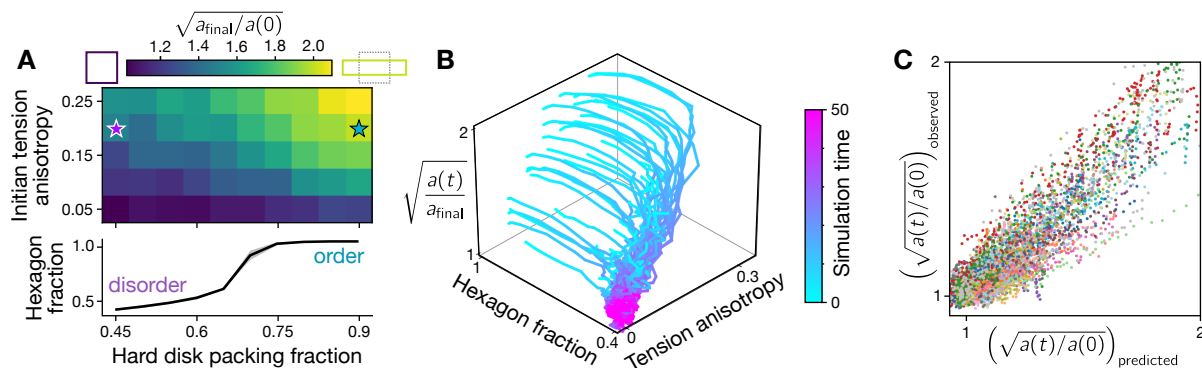 A
√a_final/a(0)
1.2 1.4 1.6 1.8 2.0
Initian tension
anisotropy
0.25
0.15
0.05
Hexagon
fraction
1.0
0.5
disorder
order
0.45 0.6 0.75 0.9
Hard disk packing fraction
B
√a(t)/a_final
2
1
1
Hexagon fraction
0.4
0
Tension anisotropy
0.3
50
Simulation time
0
C
2
(√a(t)/a(0))observed
1
1
2
(√a(t)/a(0))predicted